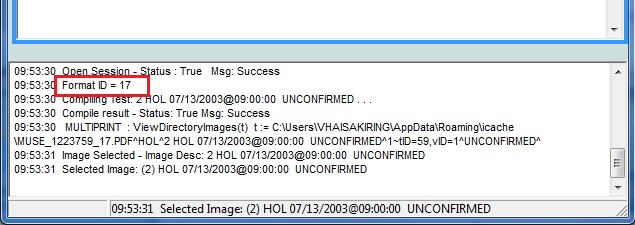 09:53:30 Open Session - Status : True Msg: Success
09:53:30 Format ID = 17
09:53:30 Compiling Test: 2 HOL 07/13/2003@09:00:00 UNCONFIRMED . . .
09:53:30 Compile result - Status: True Msg: Success
09:53:30 MULTIPRINT : ViewDirectoryImages(t) t := C:\Users\VHAISAKIRING\AppData\Roaming\icache
\MUSE_1223759_17.PDF^HOL^2 HOL 07/13/2003@09:00:00 UNCONFIRMED^1~tID=59,vID=1^UNCONFIRMED^
09:53:31 Image Selected - Image Desc: 2 HOL 07/13/2003@09:00:00 UNCONFIRMED
09:53:31 Selected Image: (2) HOL 07/13/2003@09:00:00 UNCONFIRMED
09:53:31 Selected Image: (2) HOL 07/13/2003@09:00:00 UNCONFIRMED